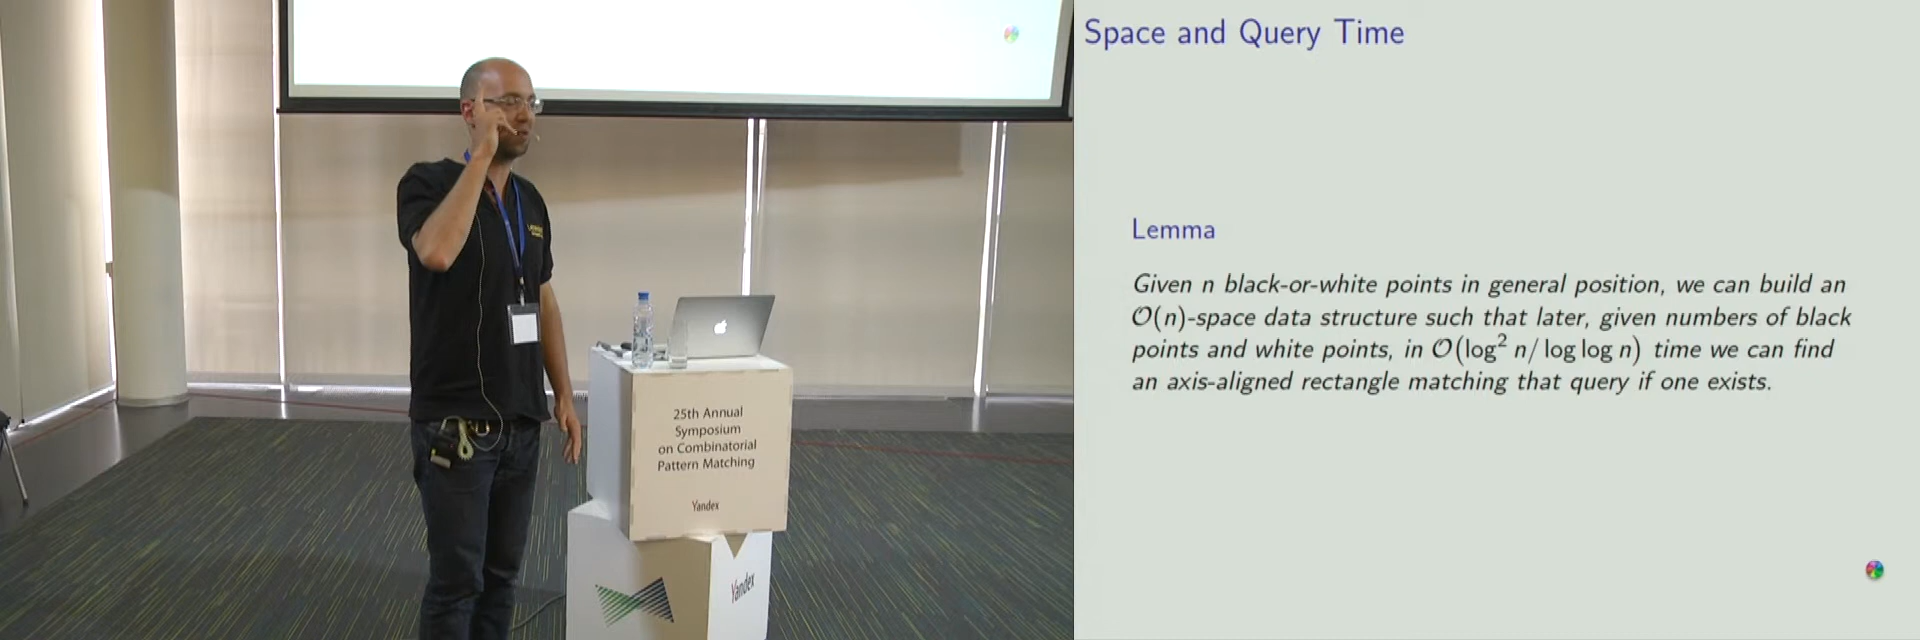 25th Annual
Symposium
on Combinatorial
Pattern Matching
Yandex
Yandex
Space and Query Time
Lemma
Given n black-or-white points in general position, we can build an
O(n)-space data structure such that later, given numbers of black
points and white points, in O(log² n/ log log n) time we can find
an axis-aligned rectangle matching that query if one exists.